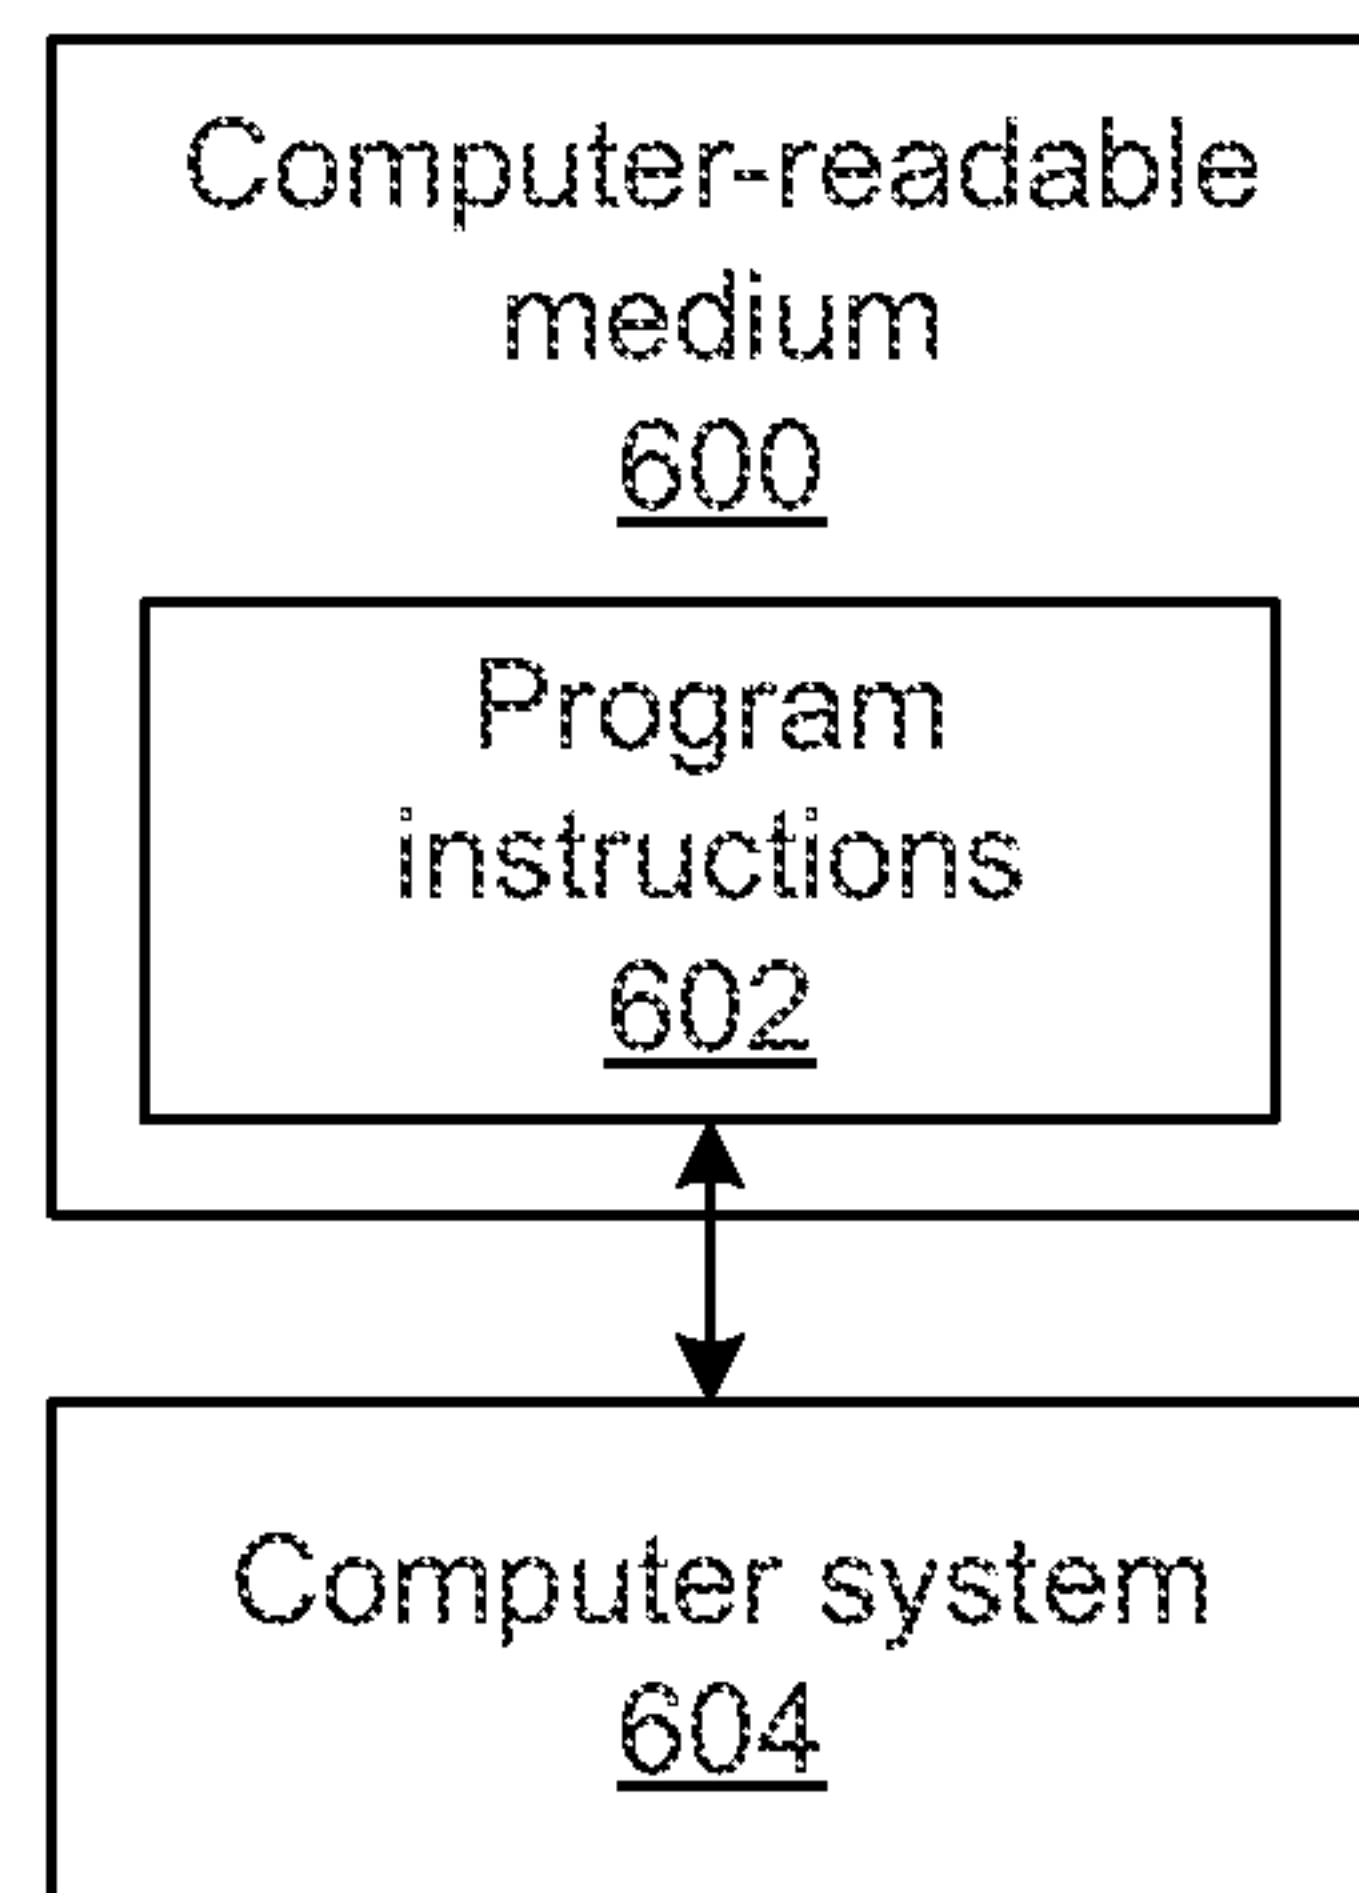 Computer-readable
medium
600
Program
instructions
602
Computer system
604